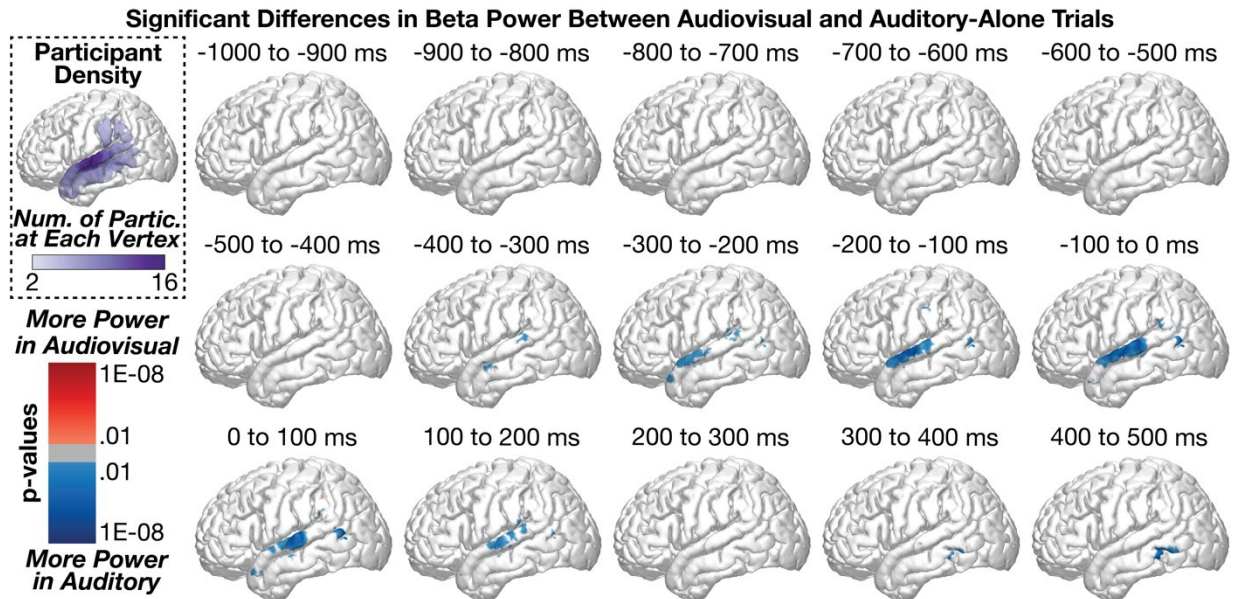 Significant Differences in Beta Power Between Audiovisual and Auditory-Alone Trials
Participant
Density
Num. of Partic.
at Each Vertex
2 16
More Power
in Audiovisual
p-values
1E-08
.01
.01
1E-08
More Power
in Auditory
-1000 to -900 ms
-900 to -800 ms
-800 to -700 ms
-700 to -600 ms
-600 to -500 ms
-500 to -400 ms
-400 to -300 ms
-300 to -200 ms
-200 to -100 ms
-100 to 0 ms
0 to 100 ms
100 to 200 ms
200 to 300 ms
300 to 400 ms
400 to 500 ms